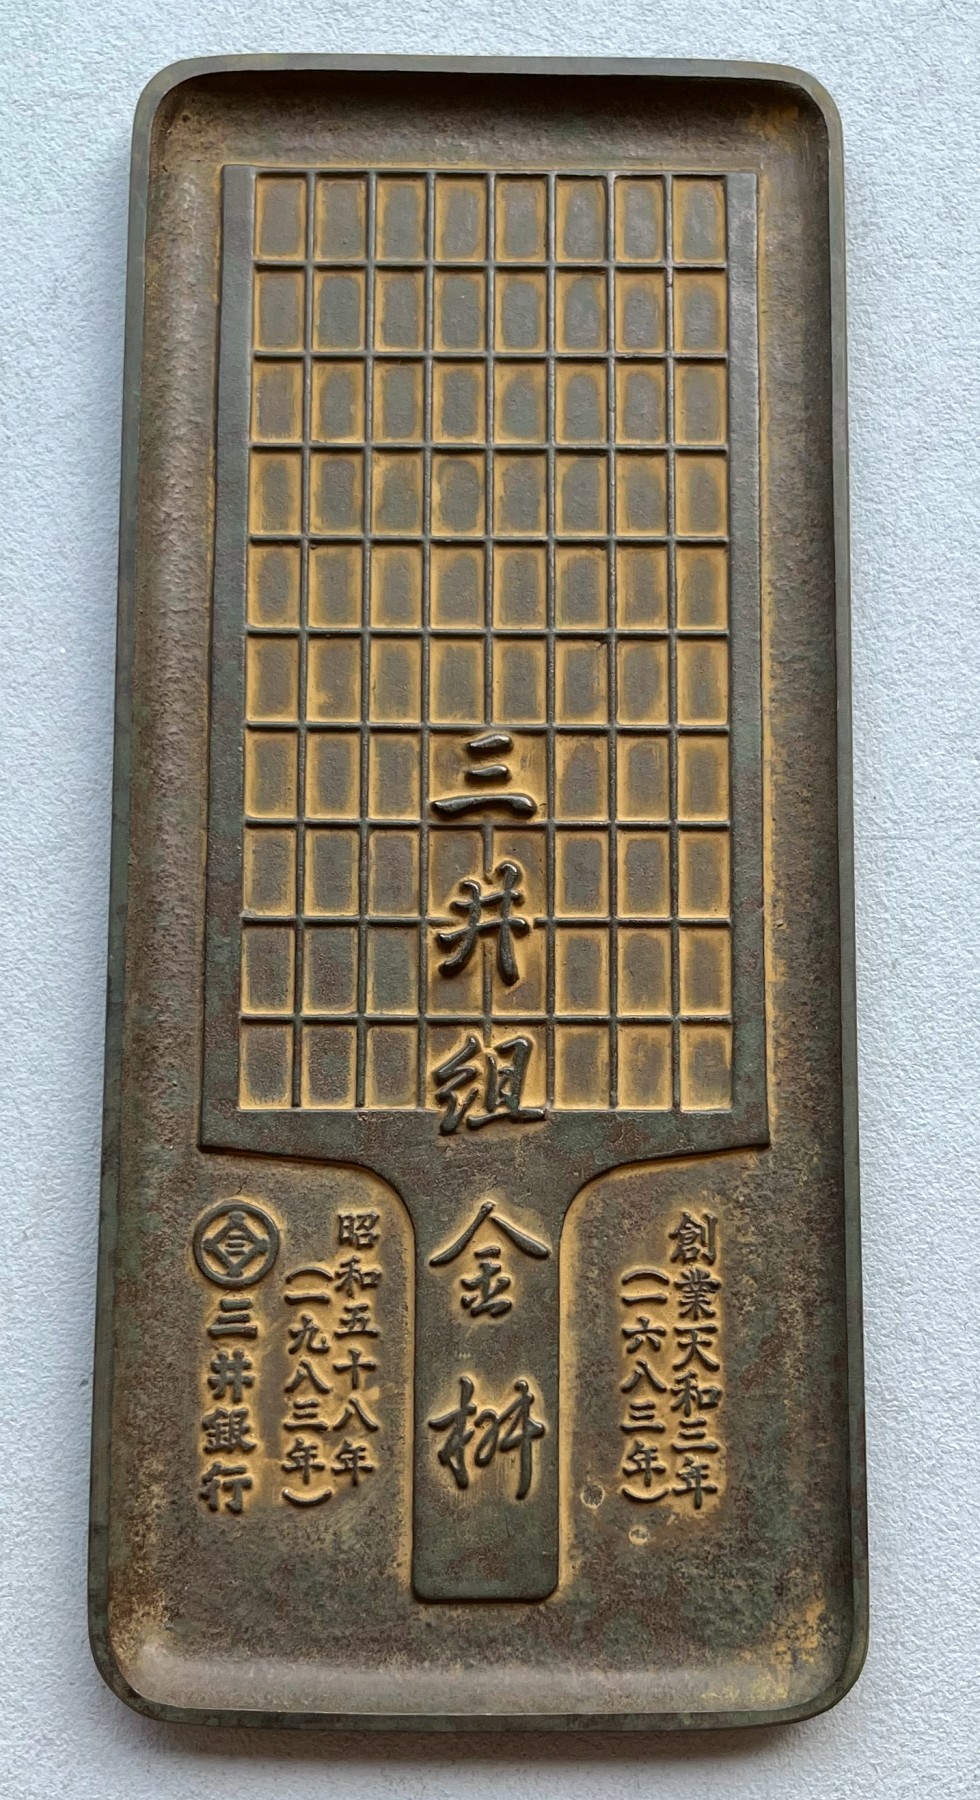 三井組
金枡
創業天和三年
(一六八三年)
昭和五十八年
(一九八三年)
三井銀行